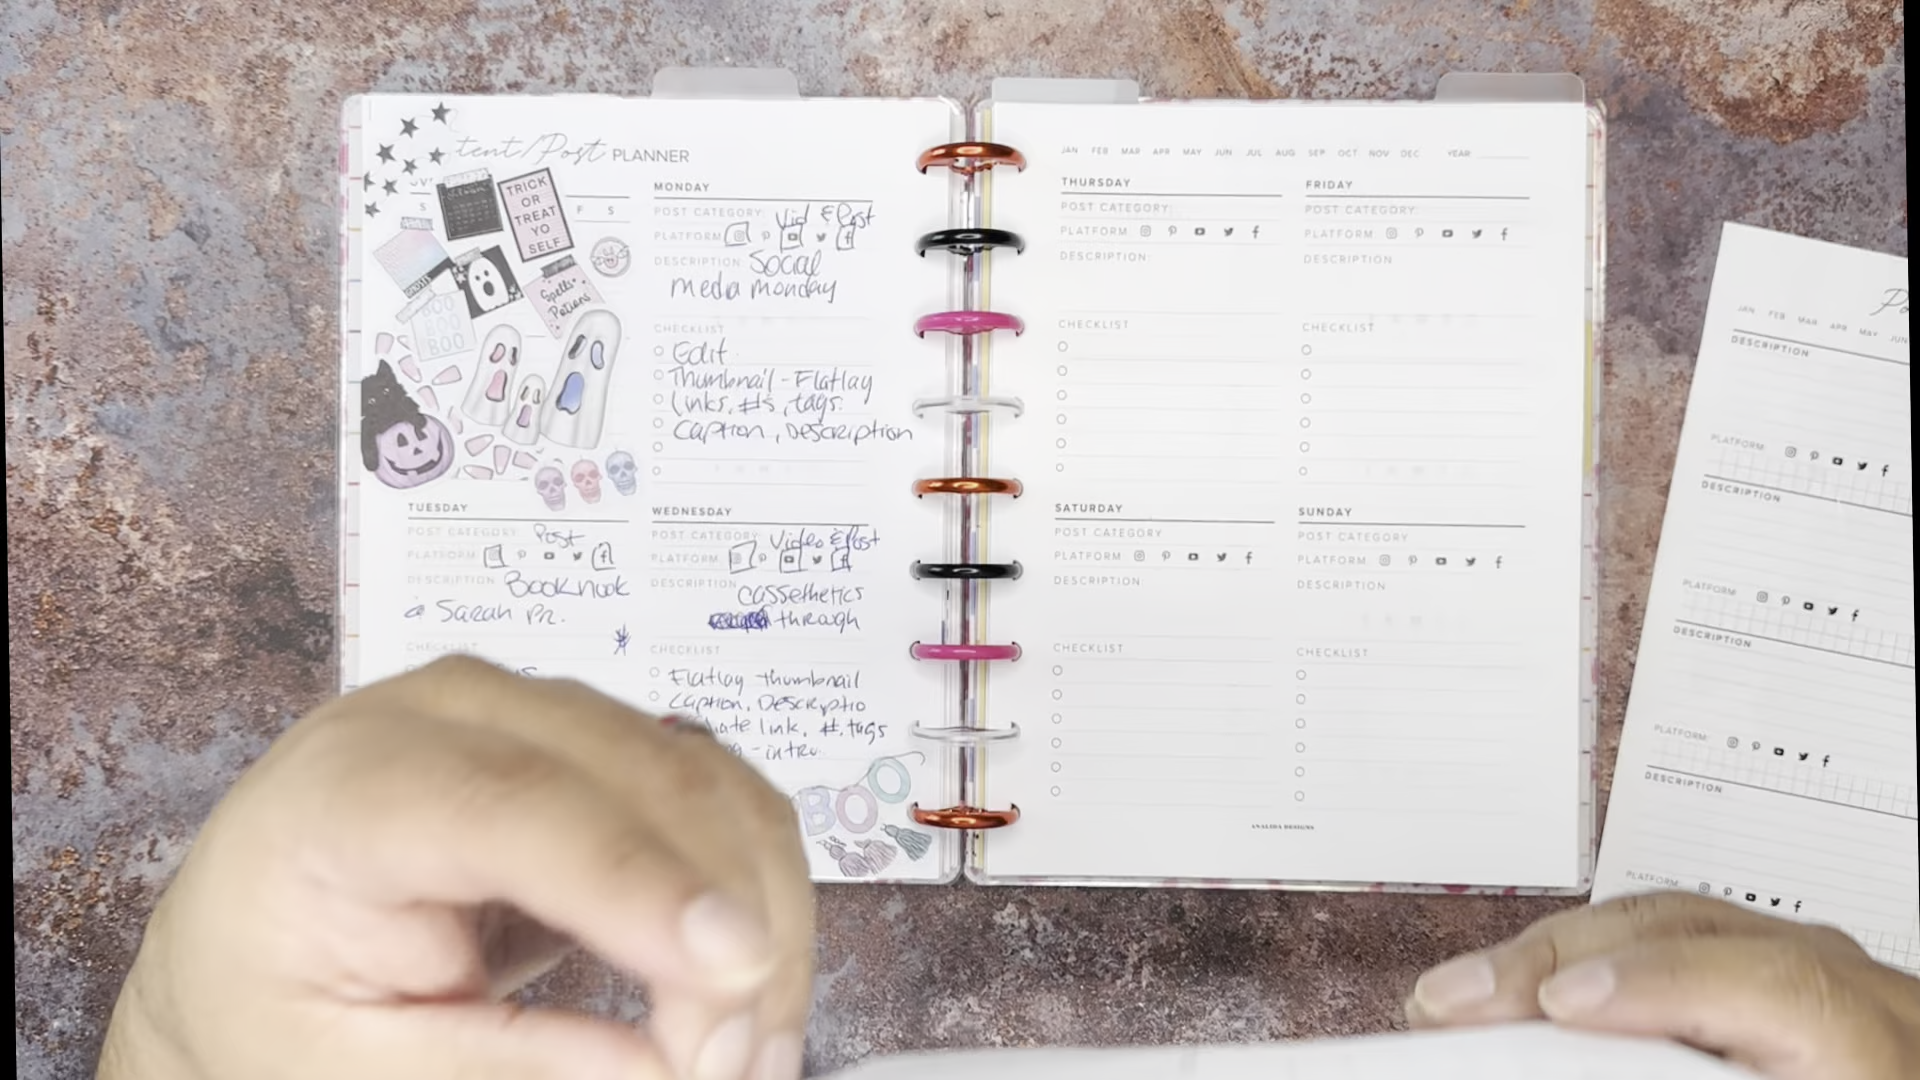 tent/Post PLANNER
S
F S
TRICK
OR
TREAT
YO
SELF
BOO
BOO
BOO
Spells
Potions
MONDAY
POST CATEGORY: Vid & Post
PLATFORM
DESCRIPTION: Social
media monday
CHECKLIST
Edit
Thumbnail - Flatlay
links, #s, tags
Caption, Description
TUESDAY
POST CATEGORY: Post
PLATFORM
DESCRIPTION Booknook
Sarah Pr.
CHECKLIST
WEDNESDAY
POST CATEGORY: Video & Post
PLATFORM
DESCRIPTION cassethetics
through
CHECKLIST
Flatlay thumbnail
Caption, Descriptio
link, #, tags
- intro
BOO
JAN FEB MAR APR MAY JUN JUL AUG SEP OCT NOV DEC YEAR
THURSDAY
POST CATEGORY:
PLATFORM
DESCRIPTION:
CHECKLIST
FRIDAY
POST CATEGORY:
PLATFORM
DESCRIPTION
CHECKLIST
SATURDAY
POST CATEGORY
PLATFORM
DESCRIPTION:
CHECKLIST
SUNDAY
POST CATEGORY
PLATFORM
DESCRIPTION
CHECKLIST
ANALIDA DESIGNS
JAN FEB MAR APR MAY JUN
DESCRIPTION
PLATFORM
DESCRIPTION
PLATFORM:
DESCRIPTION
PLATFORM:
DESCRIPTION
PLATFORM: